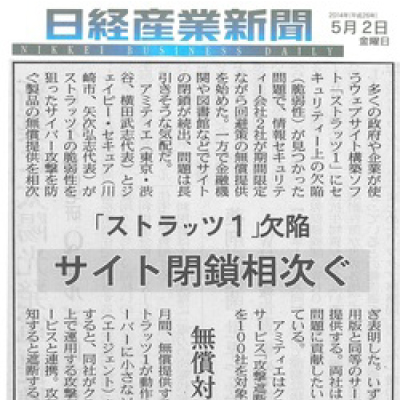 日経産業新聞
NIKKEI BUSINESS DAILY
2014年(平成26年)
5月2日
金曜日
多くの政府や企業が使
うウェブサイト構築ソフ
ト「ストラッツ1」にセ
キュリティー上の欠陥
(脆弱性)が見つかった
問題で、情報セキュリテ
ィー会社2社が期間限定
ながら回避策の無償提供
を始めた。一方で金融機
関や図書館などでサイト
の閉鎖が続出、問題は長
引きそうな気配だ。
アミティエ(東京・渋
谷、横田武志代表)とジ
ェイピー・セキュア(川
崎市、矢次弘志代表)が
ストラッツ1の脆弱性を
狙ったサイバー攻撃を防
ぐ製品の無償提供を相次
「ストラッツ1」欠陥
サイト閉鎖相次ぐ
ぎ表明した。いず
用版と同等のサー
提供する。両社は
問題に貢献したい
ている。
アミティエはク
サービス「攻撃遮断
を100社を対象
無償対
月間、無償提供す
トラッツ1が動作
ーバーに小さな
(エージェント)
すると、同社がク
上で運用する攻撃
ービスと連携。攻
知すると遮断する。